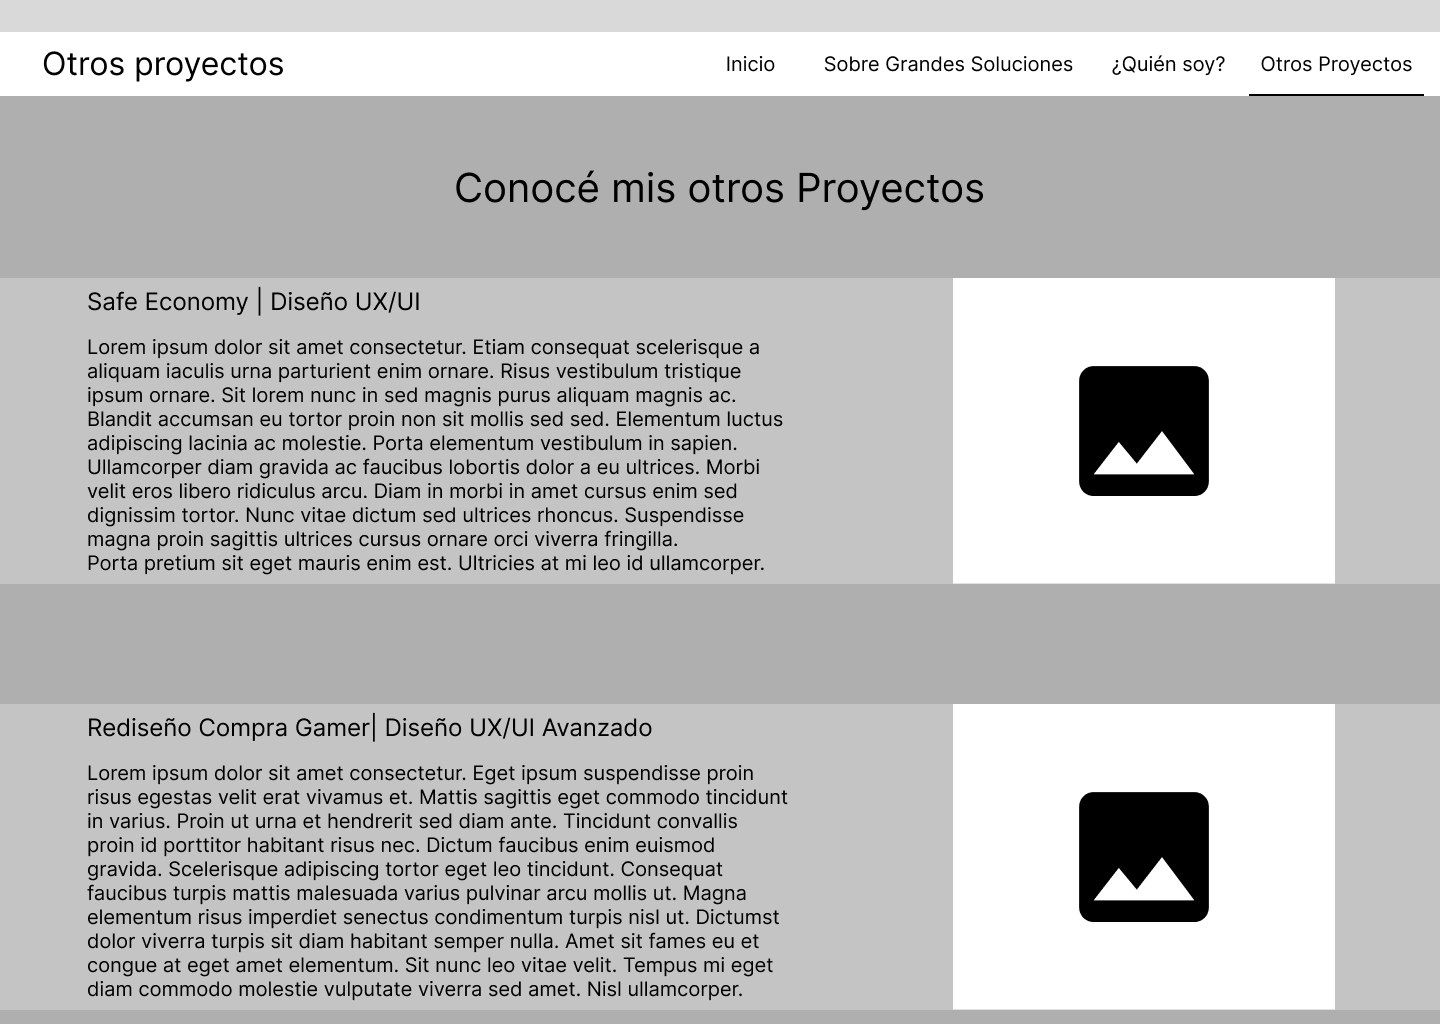 Otros proyectos
Inicio
Sobre Grandes Soluciones
¿Quién soy?
Otros Proyectos
Conocé mis otros Proyectos
Safe Economy | Diseño UX/UI
Lorem ipsum dolor sit amet consectetur. Etiam consequat scelerisque a
aliquam iaculis urna parturient enim ornare. Risus vestibulum tristique
ipsum ornare. Sit lorem nunc in sed magnis purus aliquam magnis ac.
Blandit accumsan eu tortor proin non sit mollis sed sed. Elementum luctus
adipiscing lacinia ac molestie. Porta elementum vestibulum in sapien.
Ullamcorper diam gravida ac faucibus lobortis dolor a eu ultrices. Morbi
velit eros libero ridiculus arcu. Diam in morbi in amet cursus enim sed
dignissim tortor. Nunc vitae dictum sed ultrices rhoncus. Suspendisse
magna proin sagittis ultrices cursus ornare orci viverra fringilla.
Porta pretium sit eget mauris enim est. Ultricies at mi leo id ullamcorper.
Rediseño Compra Gamer| Diseño UX/UI Avanzado
Lorem ipsum dolor sit amet consectetur. Eget ipsum suspendisse proin
risus egestas velit erat vivamus et. Mattis sagittis eget commodo tincidunt
in varius. Proin ut urna et hendrerit sed diam ante. Tincidunt convallis
proin id porttitor habitant risus nec. Dictum faucibus enim euismod
gravida. Scelerisque adipiscing tortor eget leo tincidunt. Consequat
faucibus turpis mattis malesuada varius pulvinar arcu mollis ut. Magna
elementum risus imperdiet senectus condimentum turpis nisl ut. Dictumst
dolor viverra turpis sit diam habitant semper nulla. Amet sit fames eu et
congue at eget amet elementum. Sit nunc leo vitae velit. Tempus mi eget
diam commodo molestie vulputate viverra sed amet. Nisl ullamcorper.